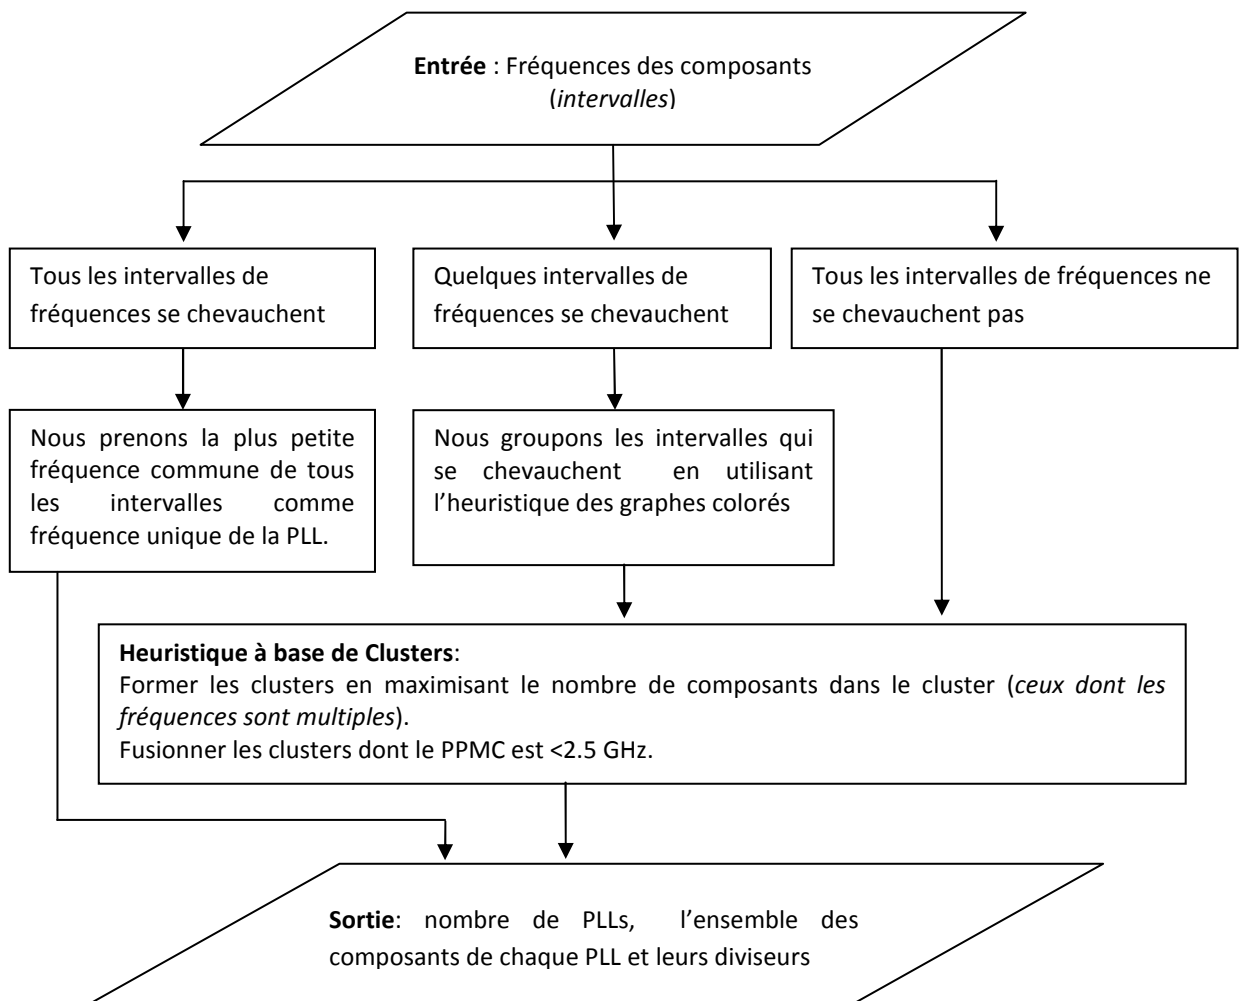 Entrée : Fréquences des composants
(intervalles)
Tous les intervalles de
fréquences se chevauchent
Quelques intervalles de
fréquences se chevauchent
Tous les intervalles de fréquences ne
se chevauchent pas
Nous prenons la plus petite
fréquence commune de tous
les intervalles comme
fréquence unique de la PLL.
Nous groupons les intervalles qui
se chevauchent en utilisant
l'heuristique des graphes colorés
Heuristique à base de Clusters:
Former les clusters en maximisant le nombre de composants dans le cluster (ceux dont les
fréquences sont multiples).
Fusionner les clusters dont le PPMC est <2.5 GHz.
Sortie: nombre de PLLs, l'ensemble des
composants de chaque PLL et leurs diviseurs